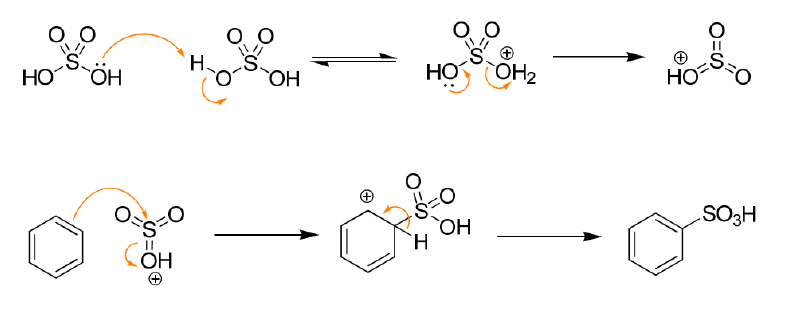 O O O O O O O
HO S OH H O S OH HO S ⊕ OH2 ⊕ HO S O O
O S O OH ⊕ ⊕ O O S OH H SO3H